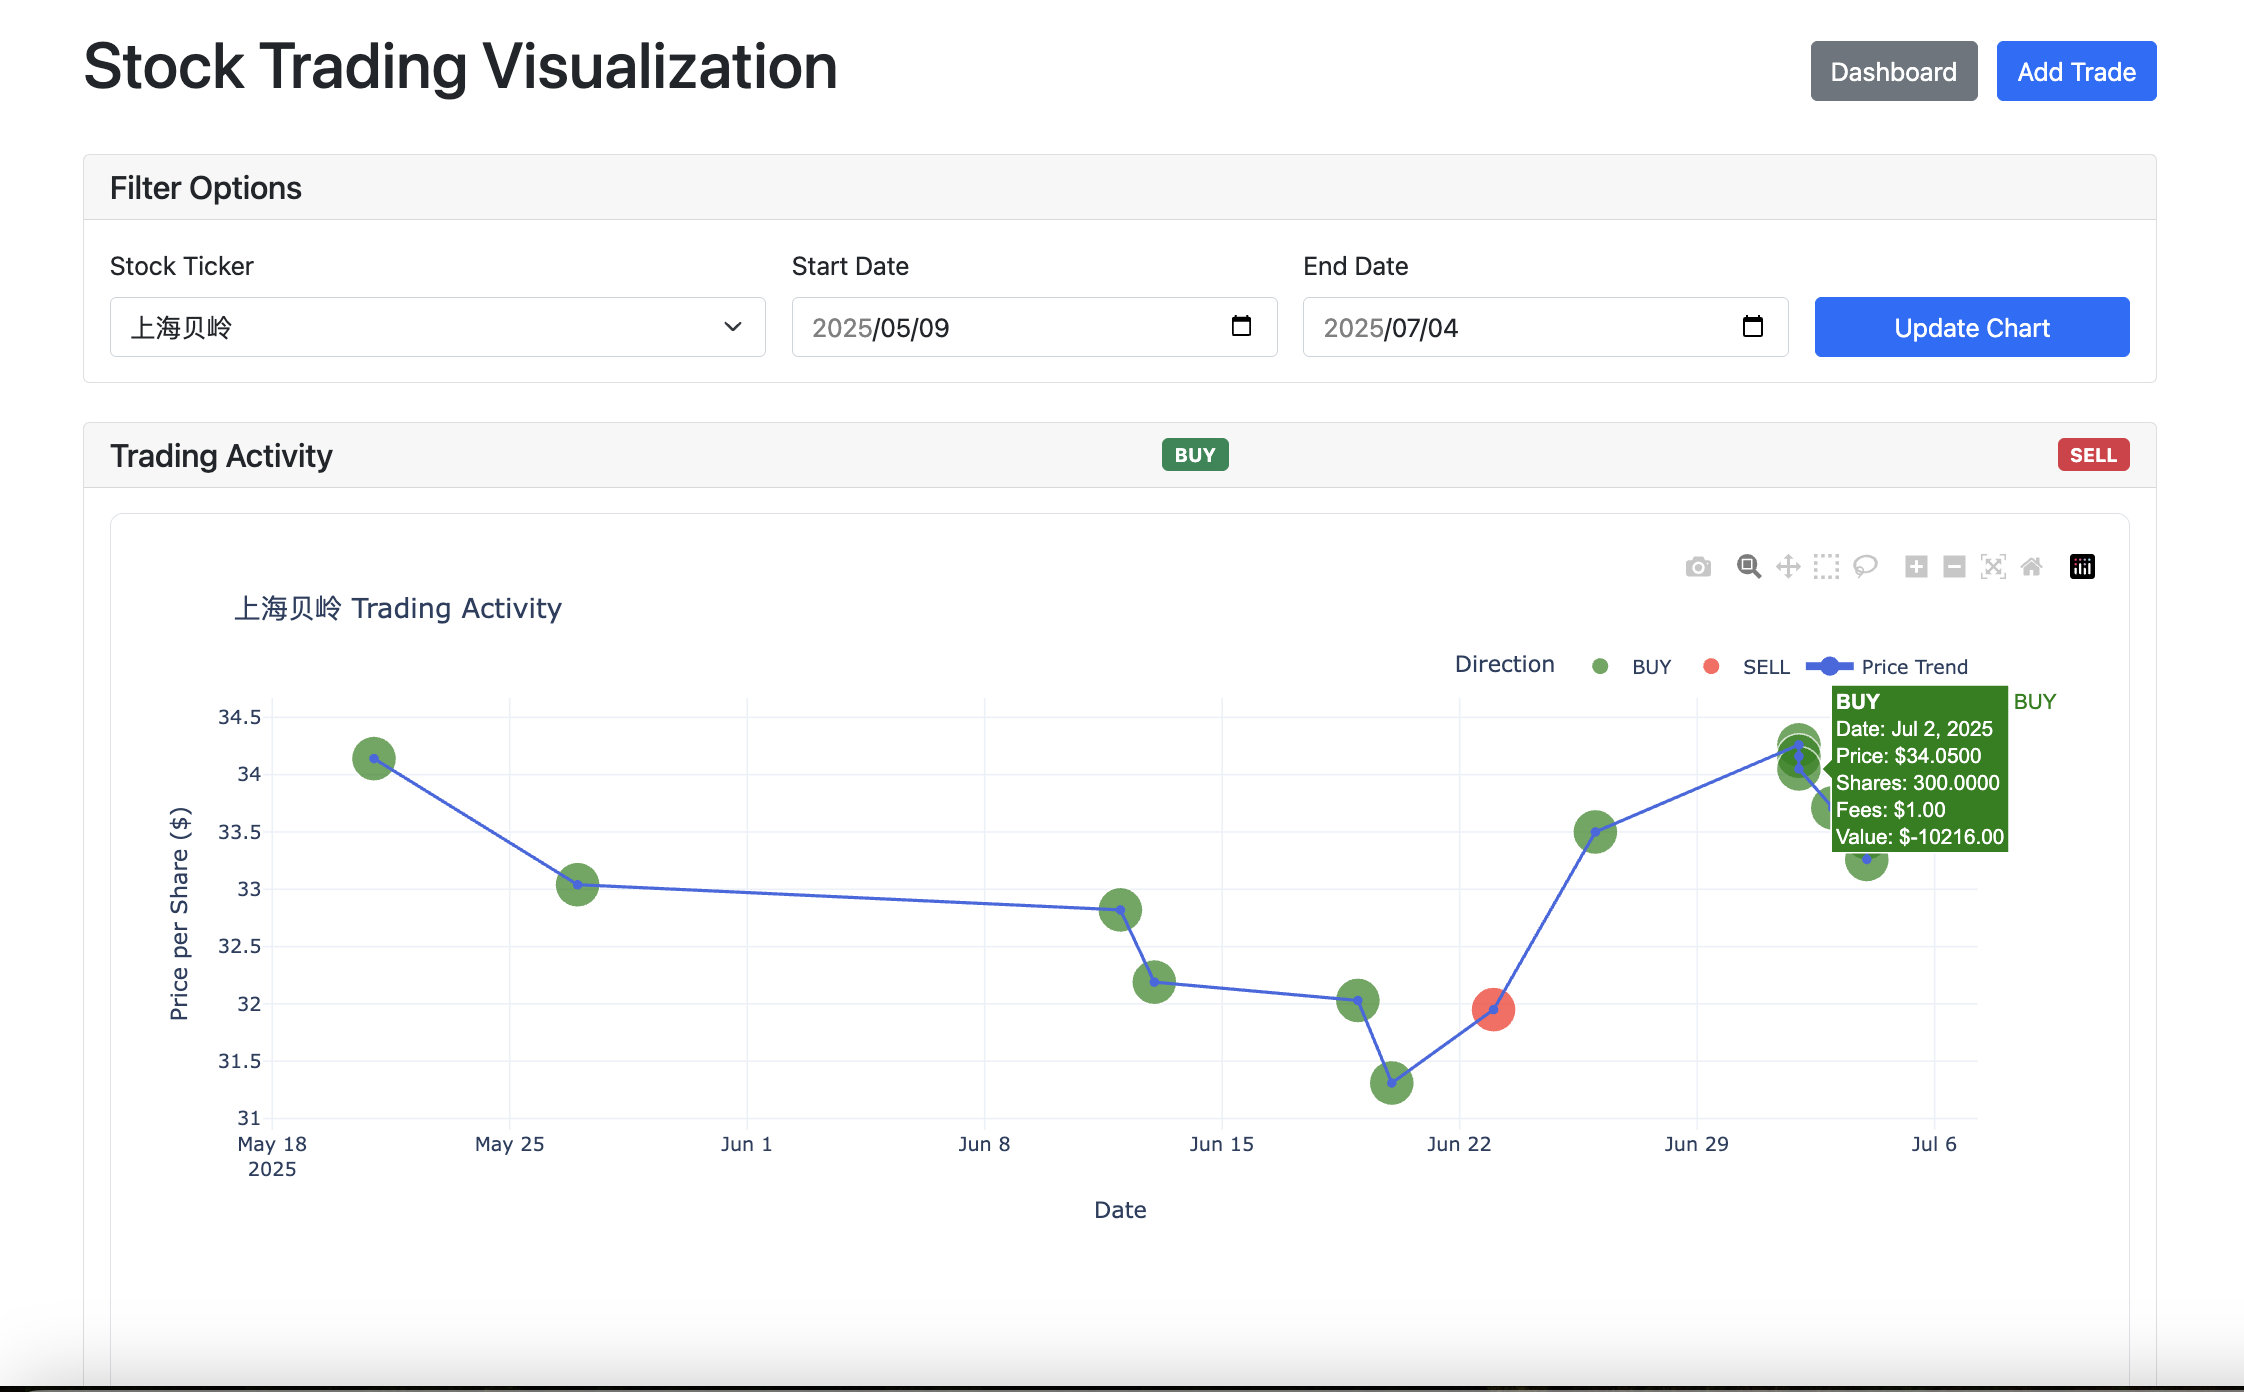 Stock Trading Visualization
Dashboard
Add Trade
Filter Options
Stock Ticker
Start Date
End Date
上海贝岭
2025/05/09
2025/07/04
Update Chart
Trading Activity
BUY
SELL
上海贝岭 Trading Activity
Direction
BUY
SELL
Price Trend
BUY
Date: Jul 2, 2025
Price: $34.0500
Shares: 300.0000
Fees: $1.00
Value: $-10216.00
BUY
34.5
34
33.5
33
32.5
32
31.5
31
Price per Share ($)
May 18
2025
May 25
Jun 1
Jun 8
Jun 15
Jun 22
Jun 29
Jul 6
Date